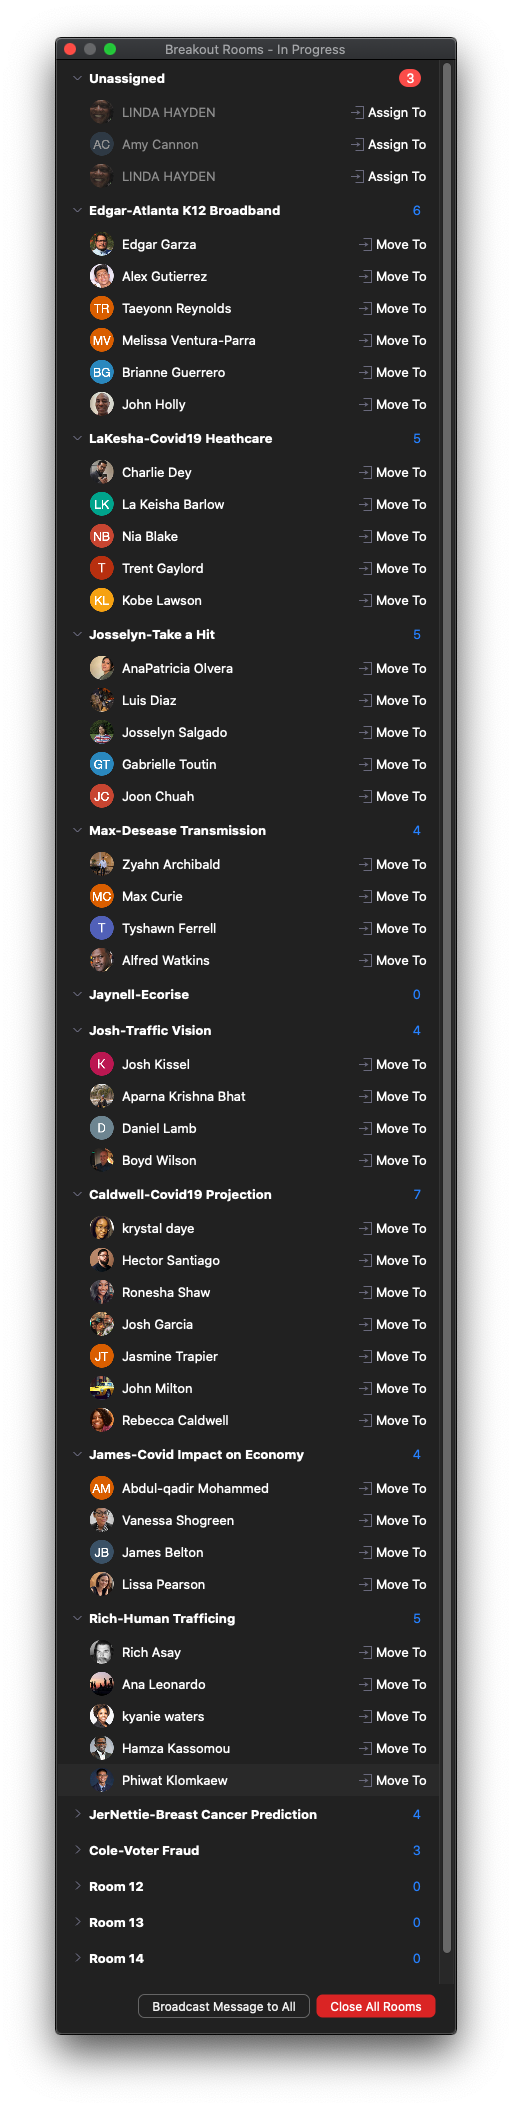 Breakout Rooms - In Progress
Unassigned 3
LINDA HAYDEN Assign To
AC Amy Cannon Assign To
LINDA HAYDEN Assign To
Edgar-Atlanta K12 Broadband 6
Edgar Garza Move To
Alex Gutierrez Move To
TR Taeyonn Reynolds Move To
MV Melissa Ventura-Parra Move To
BG Brianne Guerrero Move To
John Holly Move To
LaKesha-Covid19 Heathcare 5
Charlie Dey Move To
LK La Keisha Barlow Move To
NB Nia Blake Move To
T Trent Gaylord Move To
KL Kobe Lawson Move To
Josselyn-Take a Hit 5
AnaPatricia Olvera Move To
Luis Diaz Move To
Josselyn Salgado Move To
GT Gabrielle Toutin Move To
JC Joon Chuah Move To
Max-Desease Transmission 4
Zyahn Archibald Move To
MC Max Curie Move To
T Tyshawn Ferrell Move To
Alfred Watkins Move To
Jaynell-Ecorise 0
Josh-Traffic Vision 4
K Josh Kissel Move To
Aparna Krishna Bhat Move To
D Daniel Lamb Move To
Boyd Wilson Move To
Caldwell-Covid19 Projection 7
krystal daye Move To
Hector Santiago Move To
Ronesha Shaw Move To
Josh Garcia Move To
JT Jasmine Trapier Move To
John Milton Move To
Rebecca Caldwell Move To
James-Covid Impact on Economy 4
AM Abdul-qadir Mohammed Move To
Vanessa Shogreen Move To
JB James Belton Move To
Lissa Pearson Move To
Rich-Human Trafficing 5
Rich Asay Move To
Ana Leonardo Move To
kyanie waters Move To
Hamza Kassomou Move To
Phiwat Klomkaew Move To
JerNettie-Breast Cancer Prediction 4
Cole-Voter Fraud 3
Room 12 0
Room 13 0
Room 14 0
Broadcast Message to All Close All Rooms